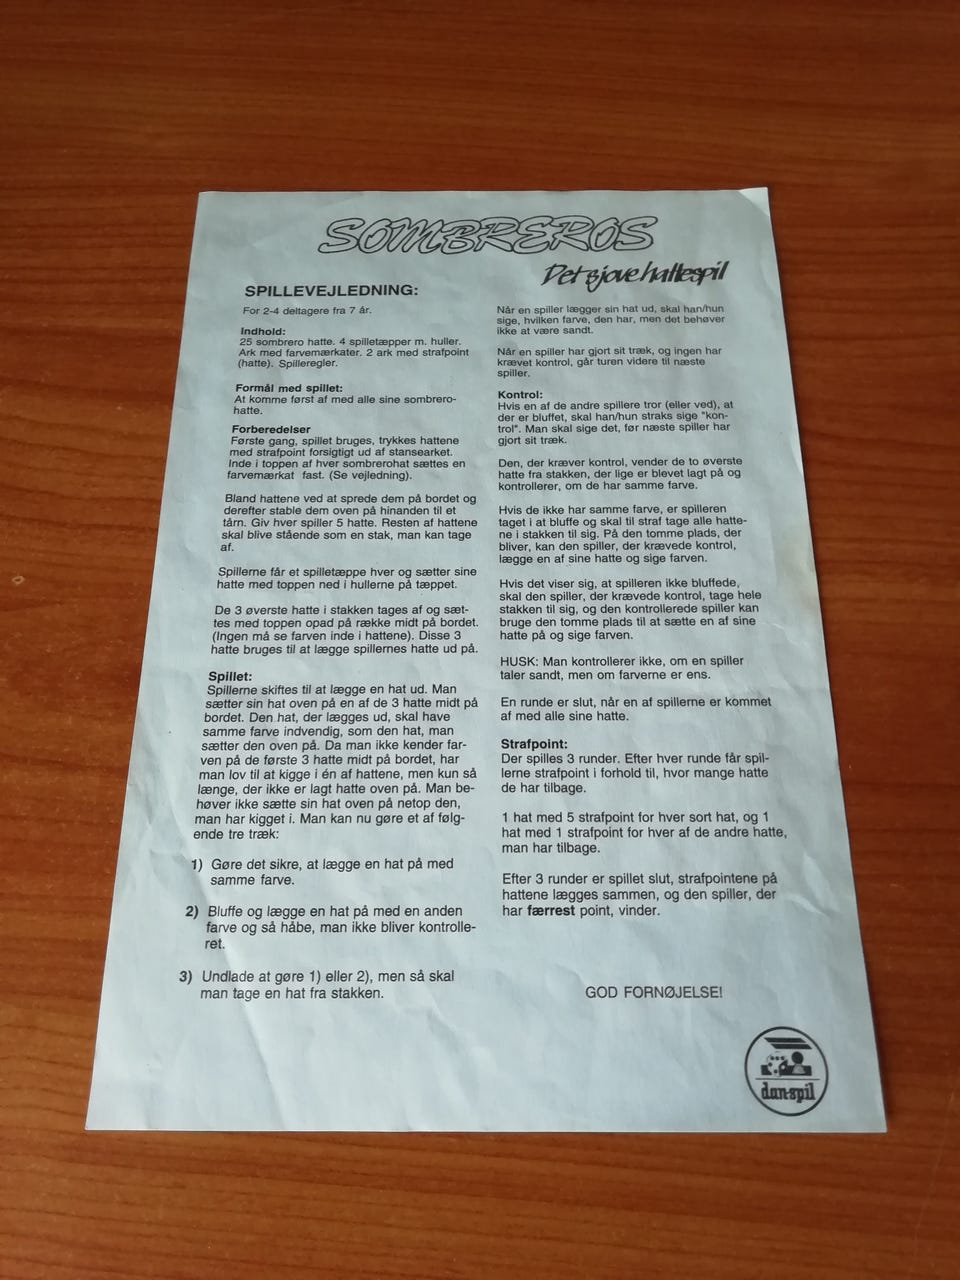 SOMBREROS
Det sjove hattespil
SPILLEVEJLEDNING:
For 2-4 deltagere fra 7 år.
Indhold:
25 sombrero hatte. 4 spilletæpper m. huller.
Ark med farvemærkater. 2 ark med strafpoint
(hatte). Spilleregler.
Formål med spillet:
At komme først af med alle sine sombrero-
hatte.
Forberedelser
Første gang, spillet bruges, trykkes hattene
med strafpoint forsigtigt ud af stansearket.
Inde i toppen af hver sombrerohat sættes en
farvemærkat fast. (Se vejledning).
Bland hattene ved at sprede dem på bordet og
derefter stable dem oven på hinanden til et
tårn. Giv hver spiller 5 hatte. Resten af hattene
skal blive stående som en stak, man kan tage
af.
Spillerne får et spilletæppe hver og sætter sine
hatte med toppen ned i hullerne på tæppet.
De 3 øverste hatte i stakken tages af og sæt-
tes med toppen opad på række midt på bordet.
(Ingen må se farven inde i hattene). Disse 3
hatte bruges til at lægge spillernes hatte ud på.
Spillet:
Spillerne skiftes til at lægge en hat ud. Man
sætter sin hat oven på en af de 3 hatte midt på
bordet. Den hat, der lægges ud, skal have
samme farve indvendig, som den hat, man
sætter den oven på. Da man ikke kender far-
ven på de første 3 hatte midt på bordet, har
man lov til at kigge i én af hattene, men kun så
længe, der ikke er lagt hatte oven på. Man be-
høver ikke sætte sin hat oven på netop den,
man har kigget i. Man kan nu gøre et af følg-
ende tre træk:
1) Gøre det sikre, at lægge en hat på med
samme farve.
2) Bluffe og lægge en hat på med en anden
farve og så håbe, man ikke bliver kontrolle-
ret.
3) Undlade at gøre 1) eller 2), men så skal
man tage en hat fra stakken.
Når en spiller lægger sin hat ud, skal han/hun
sige, hvilken farve, den har, men det behøver
ikke at være sandt.
Når en spiller har gjort sit træk, og ingen har
krævet kontrol, går turen videre til næste
spiller.
Kontrol:
Hvis en af de andre spillere tror (eller ved), at
der er bluffet, skal han/hun straks sige "kon-
trol". Man skal sige det, før næste spiller har
gjort sit træk.
Den, der kræver kontrol, vender de to øverste
hatte fra stakken, der lige er blevet lagt på og
kontrollerer, om de har samme farve.
Hvis de ikke har samme farve, er spilleren
taget i at bluffe og skal til straf tage alle hatte-
ne i stakken til sig. På den tomme plads, der
bliver, kan den spiller, der krævede kontrol,
lægge en af sine hatte og sige farven.
Hvis det viser sig, at spilleren ikke bluffede,
skal den spiller, der krævede kontrol, tage hele
stakken til sig, og den kontrollerede spiller kan
bruge den tomme plads til at sætte en af sine
hatte på og sige farven.
HUSK: Man kontrollerer ikke, om en spiller
taler sandt, men om farverne er ens.
En runde er slut, når en af spillerne er kommet
af med alle sine hatte.
Strafpoint:
Der spilles 3 runder. Efter hver runde får spil-
lerne strafpoint i forhold til, hvor mange hatte
de har tilbage.
1 hat med 5 strafpoint for hver sort hat, og 1
hat med 1 strafpoint for hver af de andre hatte,
man har tilbage.
Efter 3 runder er spillet slut, strafpointene på
hattene lægges sammen, og den spiller, der
har færrest point, vinder.
GOD FORNØJELSE!
dan-spil